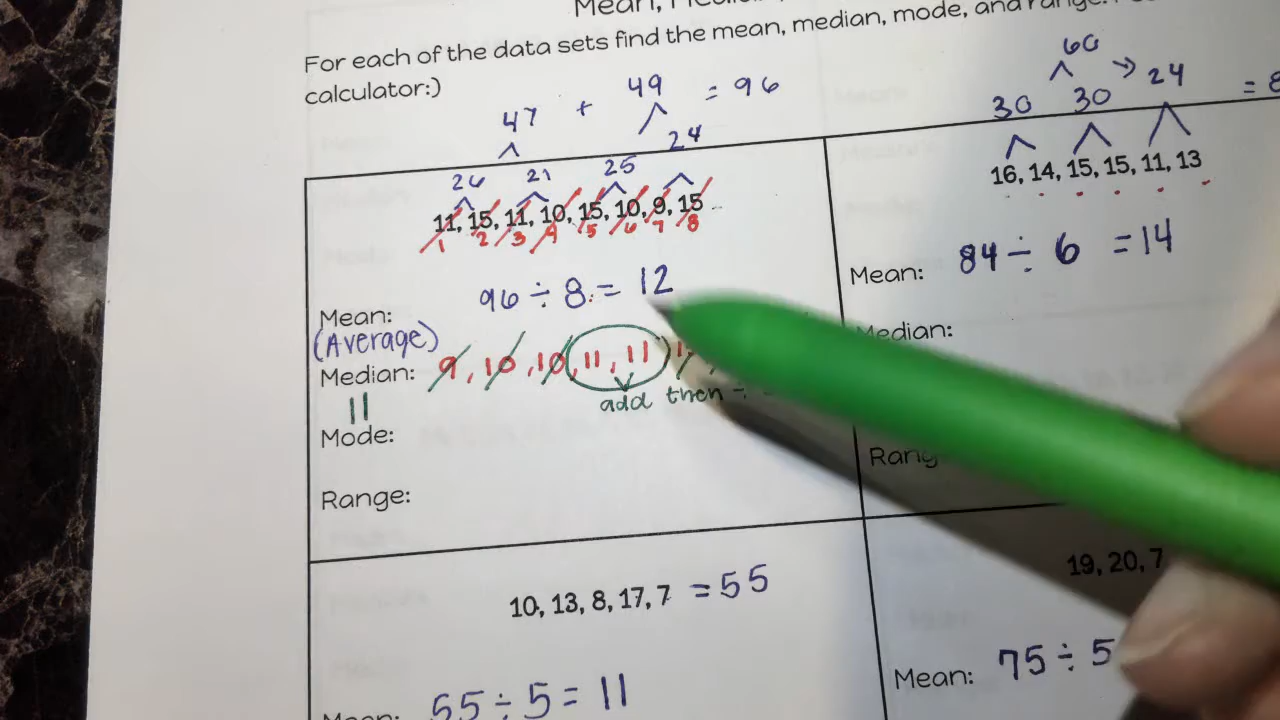 Mean,
For each of the data sets find the mean, median, mode, and range.
calculator:)
47 + 49 = 96
26 21 25 24
11, 15, 11, 10, 15, 10, 9, 15
1 2 3 4 5 6 7 8
Mean: 96 ÷ 8 = 12
(Average)
Median: 9, 10, 10, 11, 11
11 add then ÷
Mode:
Range:
60
30 30 → 24 = 8
16, 14, 15, 15, 11, 13
Mean: 84 ÷ 6 = 14
Median:
10, 13, 8, 17, 7 = 55
Mean: 55 ÷ 5 = 11
19, 20, 7
Mean: 75 ÷ 5